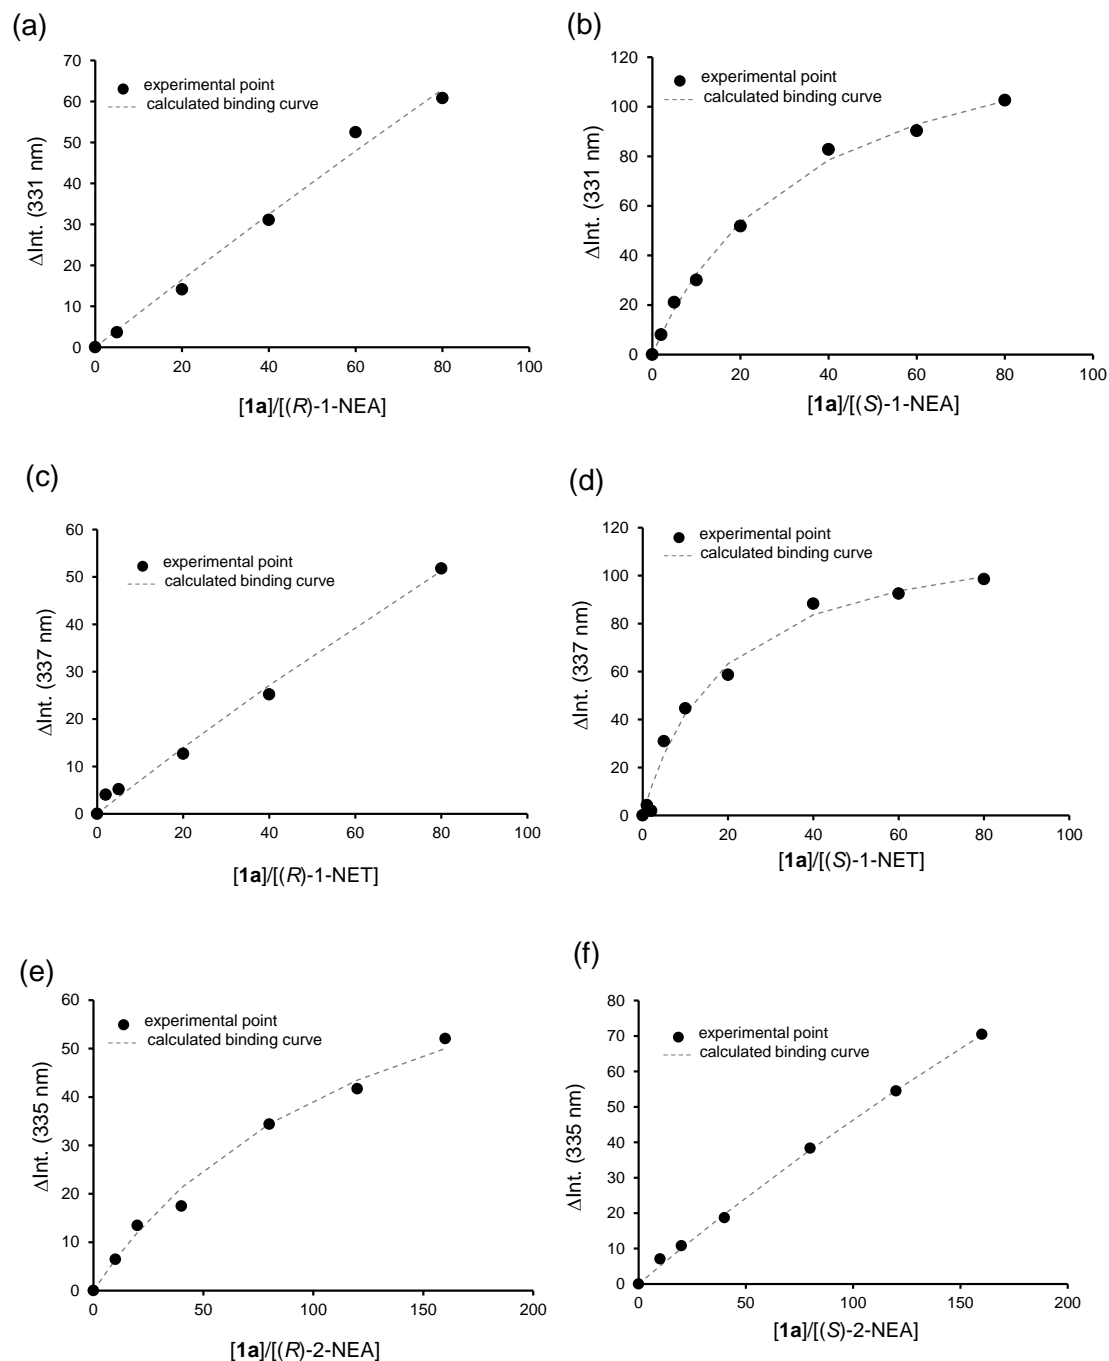 (a)
70
60
50
40
30
20
10
0
ΔInt. (331 nm)
experimental point
calculated binding curve
0 20 40 60 80 100
[1a]/[(R)-1-NEA]
(b)
120
100
80
60
40
20
0
ΔInt. (331 nm)
experimental point
calculated binding curve
0 20 40 60 80 100
[1a]/[(S)-1-NEA]
(c)
60
50
40
30
20
10
0
ΔInt. (337 nm)
experimental point
calculated binding curve
0 20 40 60 80 100
[1a]/[(R)-1-NET]
(d)
120
100
80
60
40
20
0
ΔInt. (337 nm)
experimental point
calculated binding curve
0 20 40 60 80 100
[1a]/[(S)-1-NET]
(e)
60
50
40
30
20
10
0
ΔInt. (335 nm)
experimental point
calculated binding curve
0 50 100 150 200
[1a]/[(R)-2-NEA]
(f)
80
70
60
50
40
30
20
10
0
ΔInt. (335 nm)
experimental point
calculated binding curve
0 50 100 150 200
[1a]/[(S)-2-NEA]